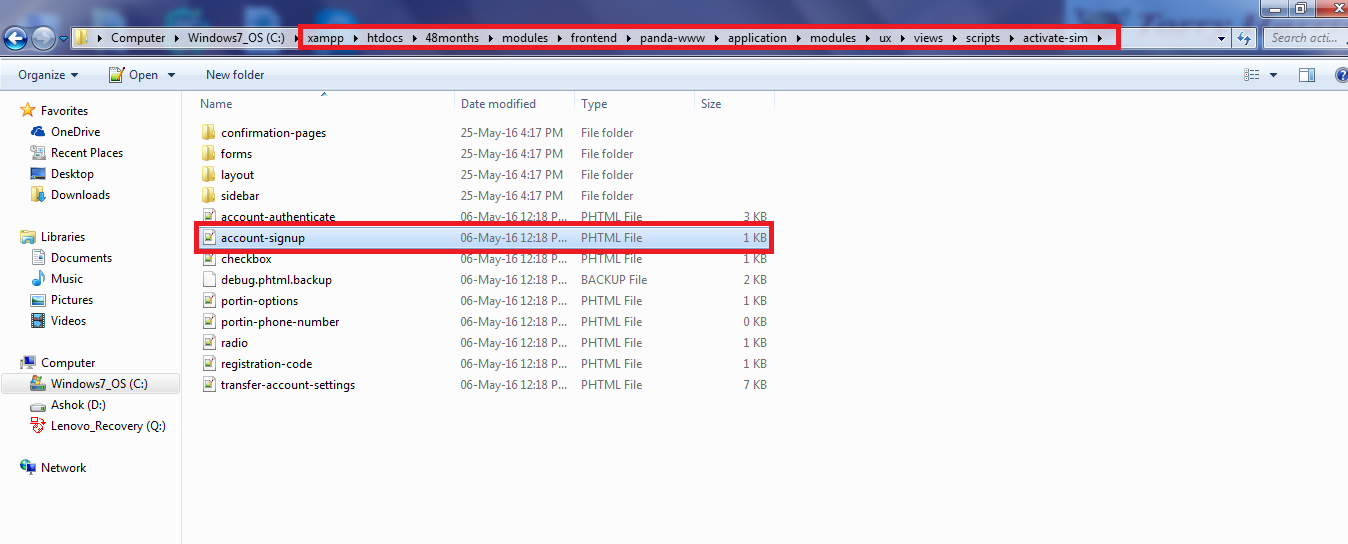 Computer Windows7_OS (C:) xampp htdocs 48months modules frontend panda-www application modules ux views scripts activate-sim Search acti...
Organize Open New folder
Name Date modified Type Size
Favorites
OneDrive
Recent Places
Desktop
Downloads
Libraries
Documents
Music
Pictures
Videos
Computer
Windows7_OS (C:)
Ashok (D:)
Lenovo_Recovery (Q:)
Network
confirmation-pages 25-May-16 4:17 PM File folder
forms 25-May-16 4:17 PM File folder
layout 25-May-16 4:17 PM File folder
sidebar 25-May-16 4:17 PM File folder
account-authenticate 06-May-16 12:18 P... PHTML File 3 KB
account-signup 06-May-16 12:18 P... PHTML File 1 KB
checkbox 06-May-16 12:18 P... PHTML File 1 KB
debug.phtml.backup 06-May-16 12:18 P... BACKUP File 2 KB
portin-options 06-May-16 12:18 P... PHTML File 1 KB
portin-phone-number 06-May-16 12:18 P... PHTML File 0 KB
radio 06-May-16 12:18 P... PHTML File 1 KB
registration-code 06-May-16 12:18 P... PHTML File 1 KB
transfer-account-settings 06-May-16 12:18 P... PHTML File 7 KB